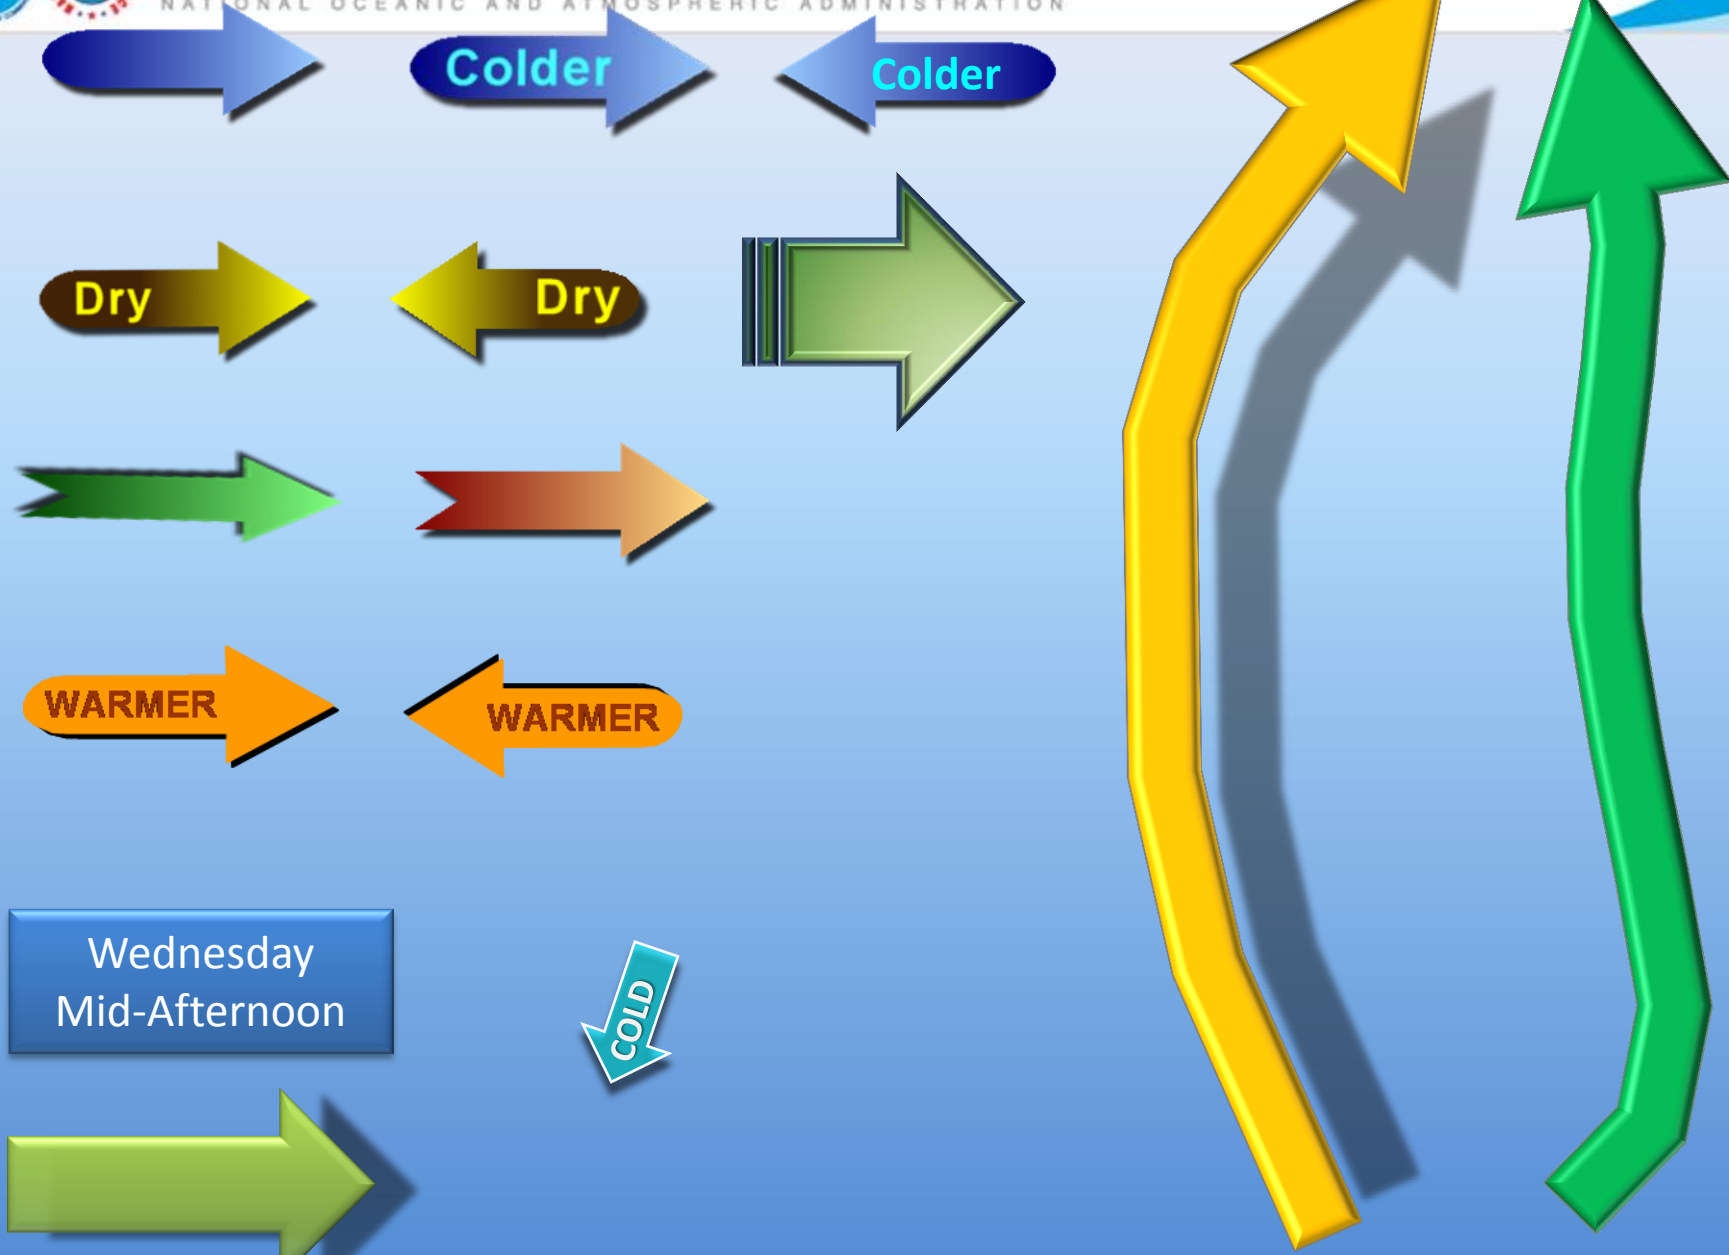 NATIONAL OCEANIC AND ATMOSPHERIC ADMINISTRATION
Colder
Colder
Dry
Dry
WARMER
WARMER
Wednesday
Mid-Afternoon
COLD